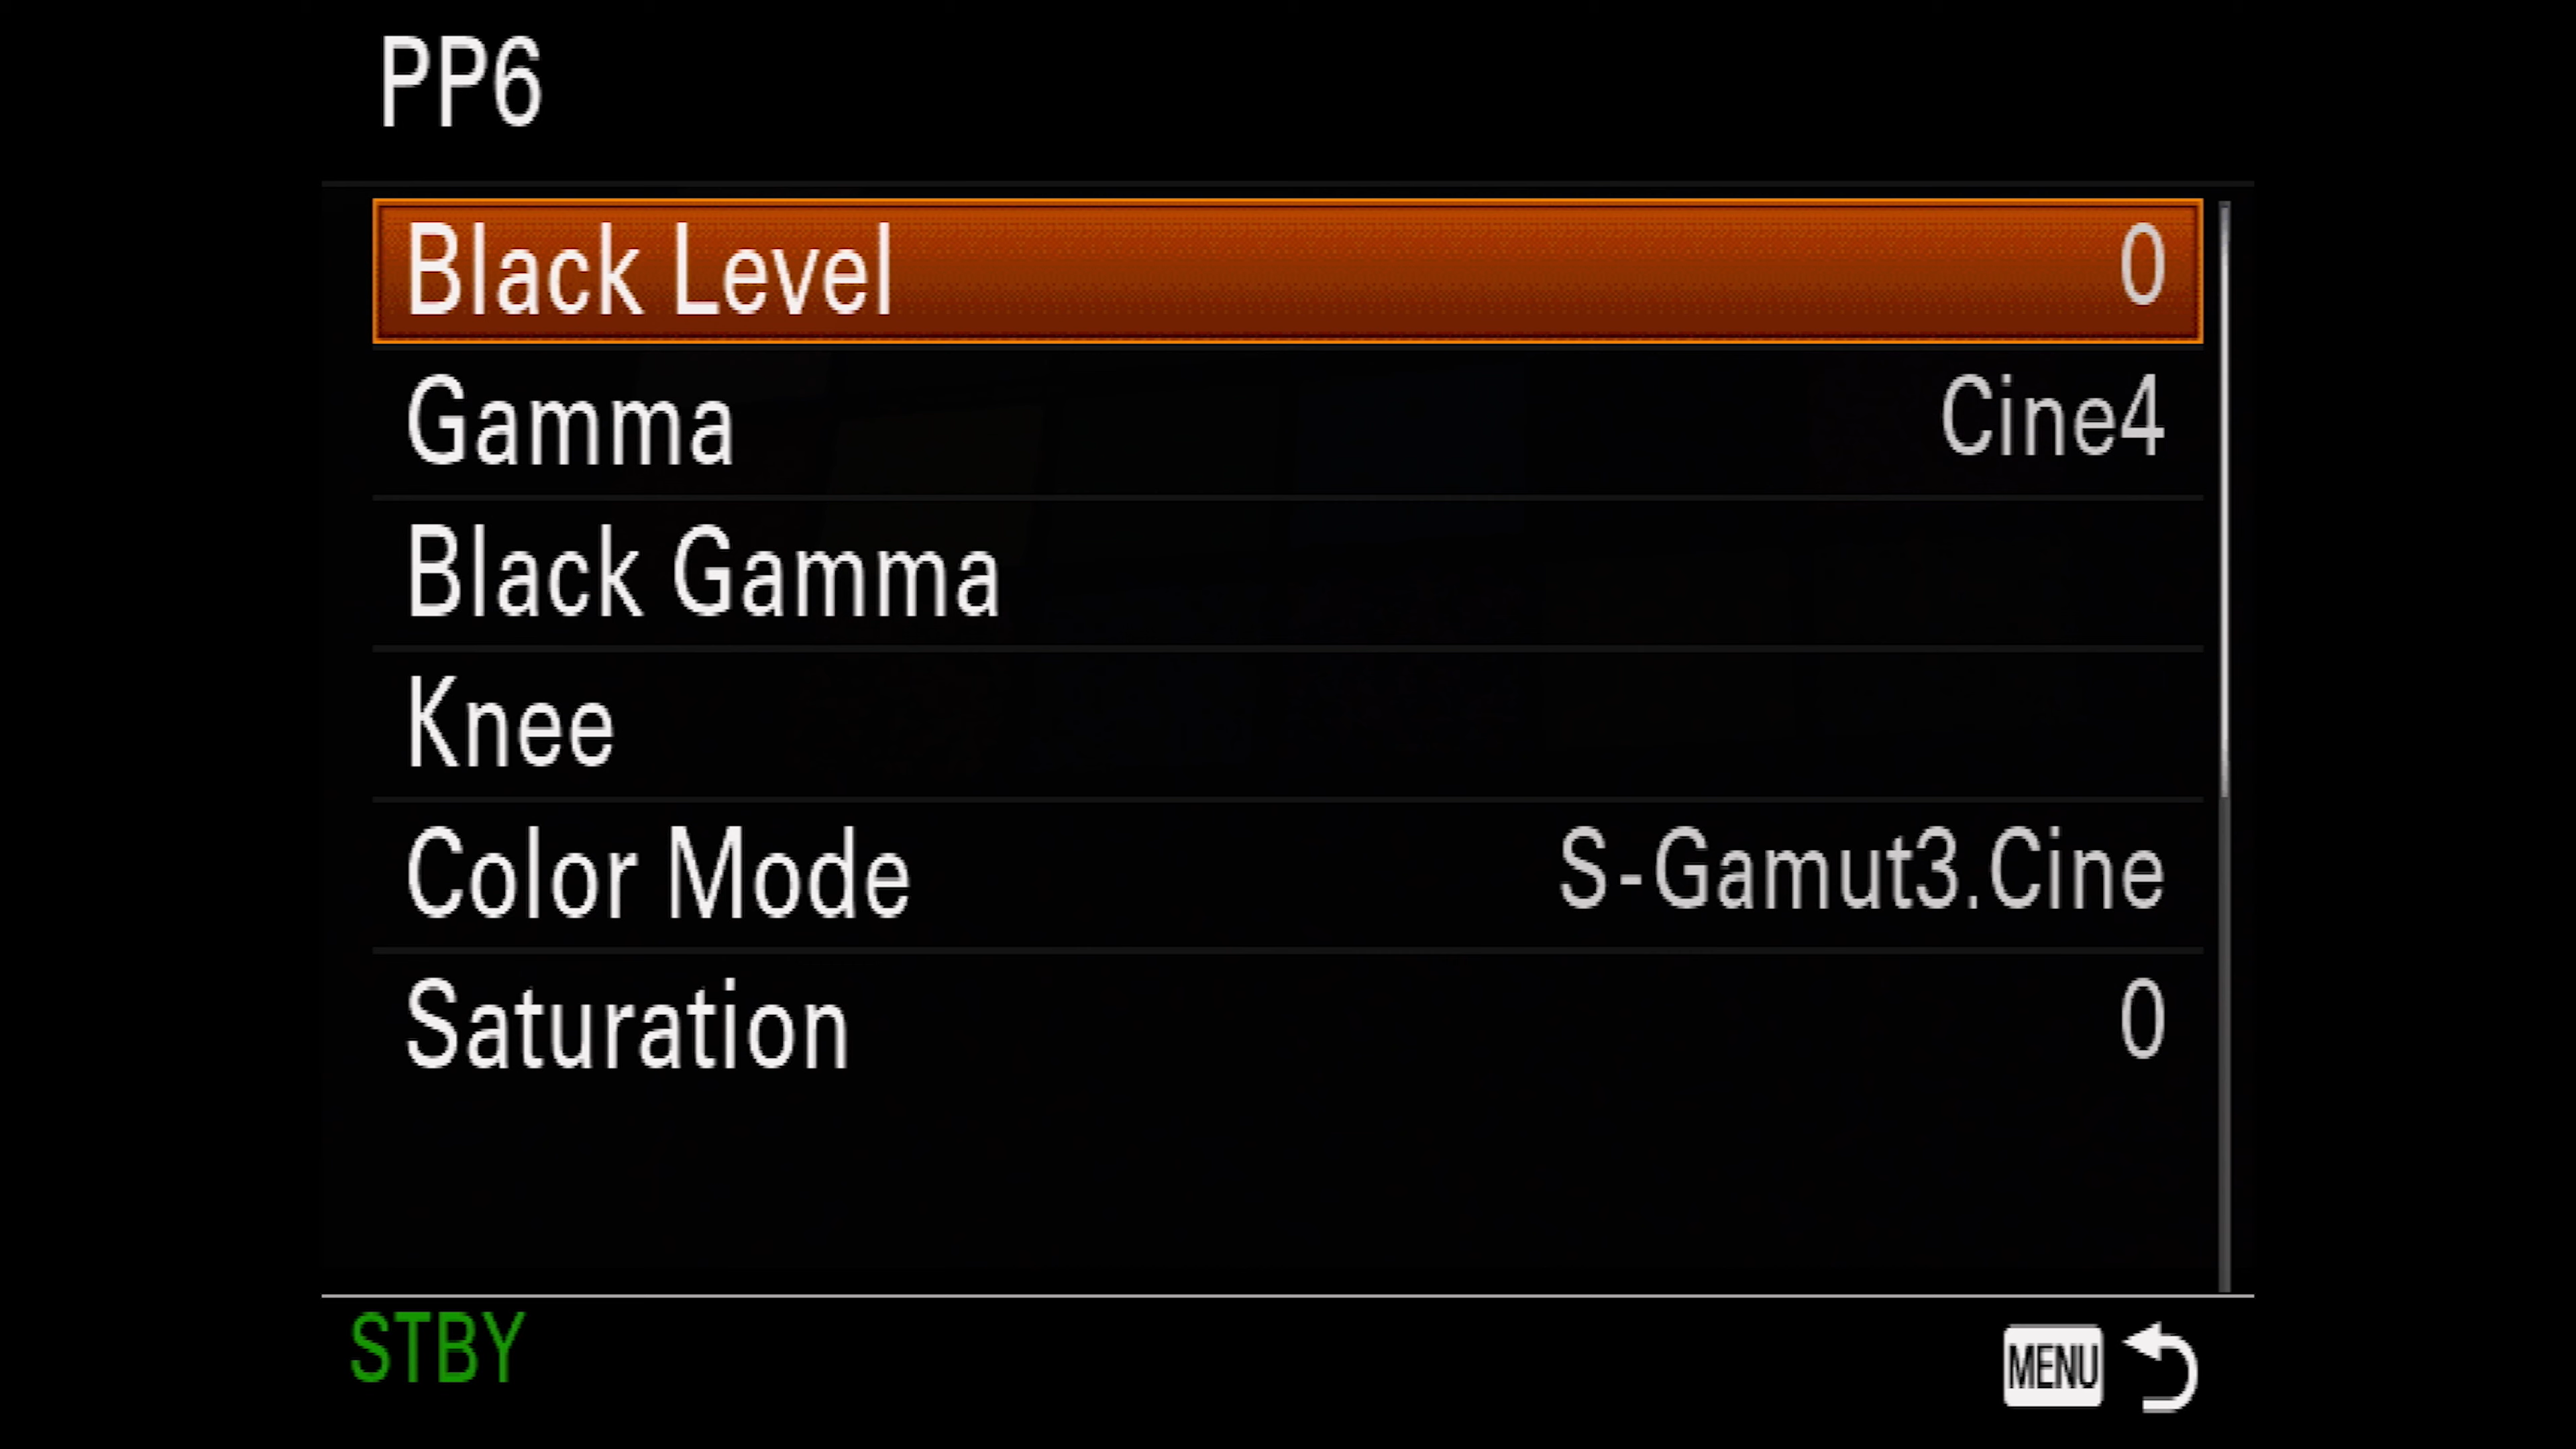 PP6
Black Level 0
Gamma Cine4
Black Gamma
Knee
Color Mode S-Gamut3.Cine
Saturation 0
STBY MENU